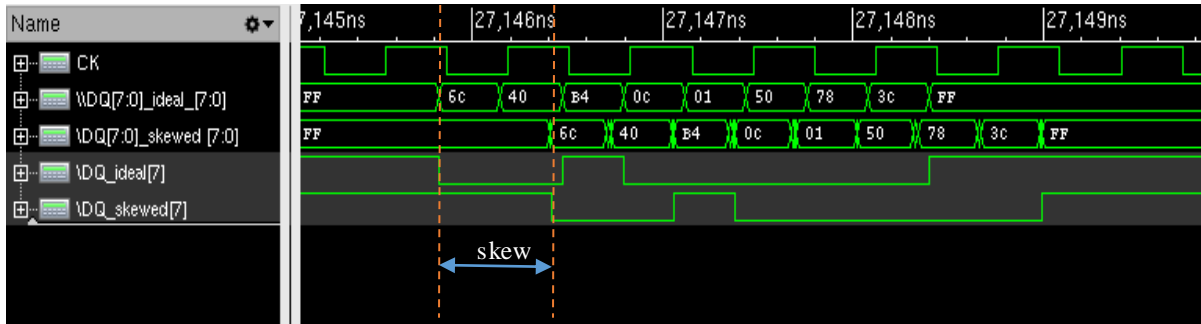 Name 7,145ns 27,146ns 27,147ns 27,148ns 27,149ns
CK
\\DQ[7:0]_ideal_[7:0] FF 6c 40 B4 0c 01 50 78 3c FF
\DQ[7:0]_skewed [7:0] FF 6c 40 B4 0c 01 50 78 3c FF
\DQ_ideal[7]
\DQ_skewed[7]
skew